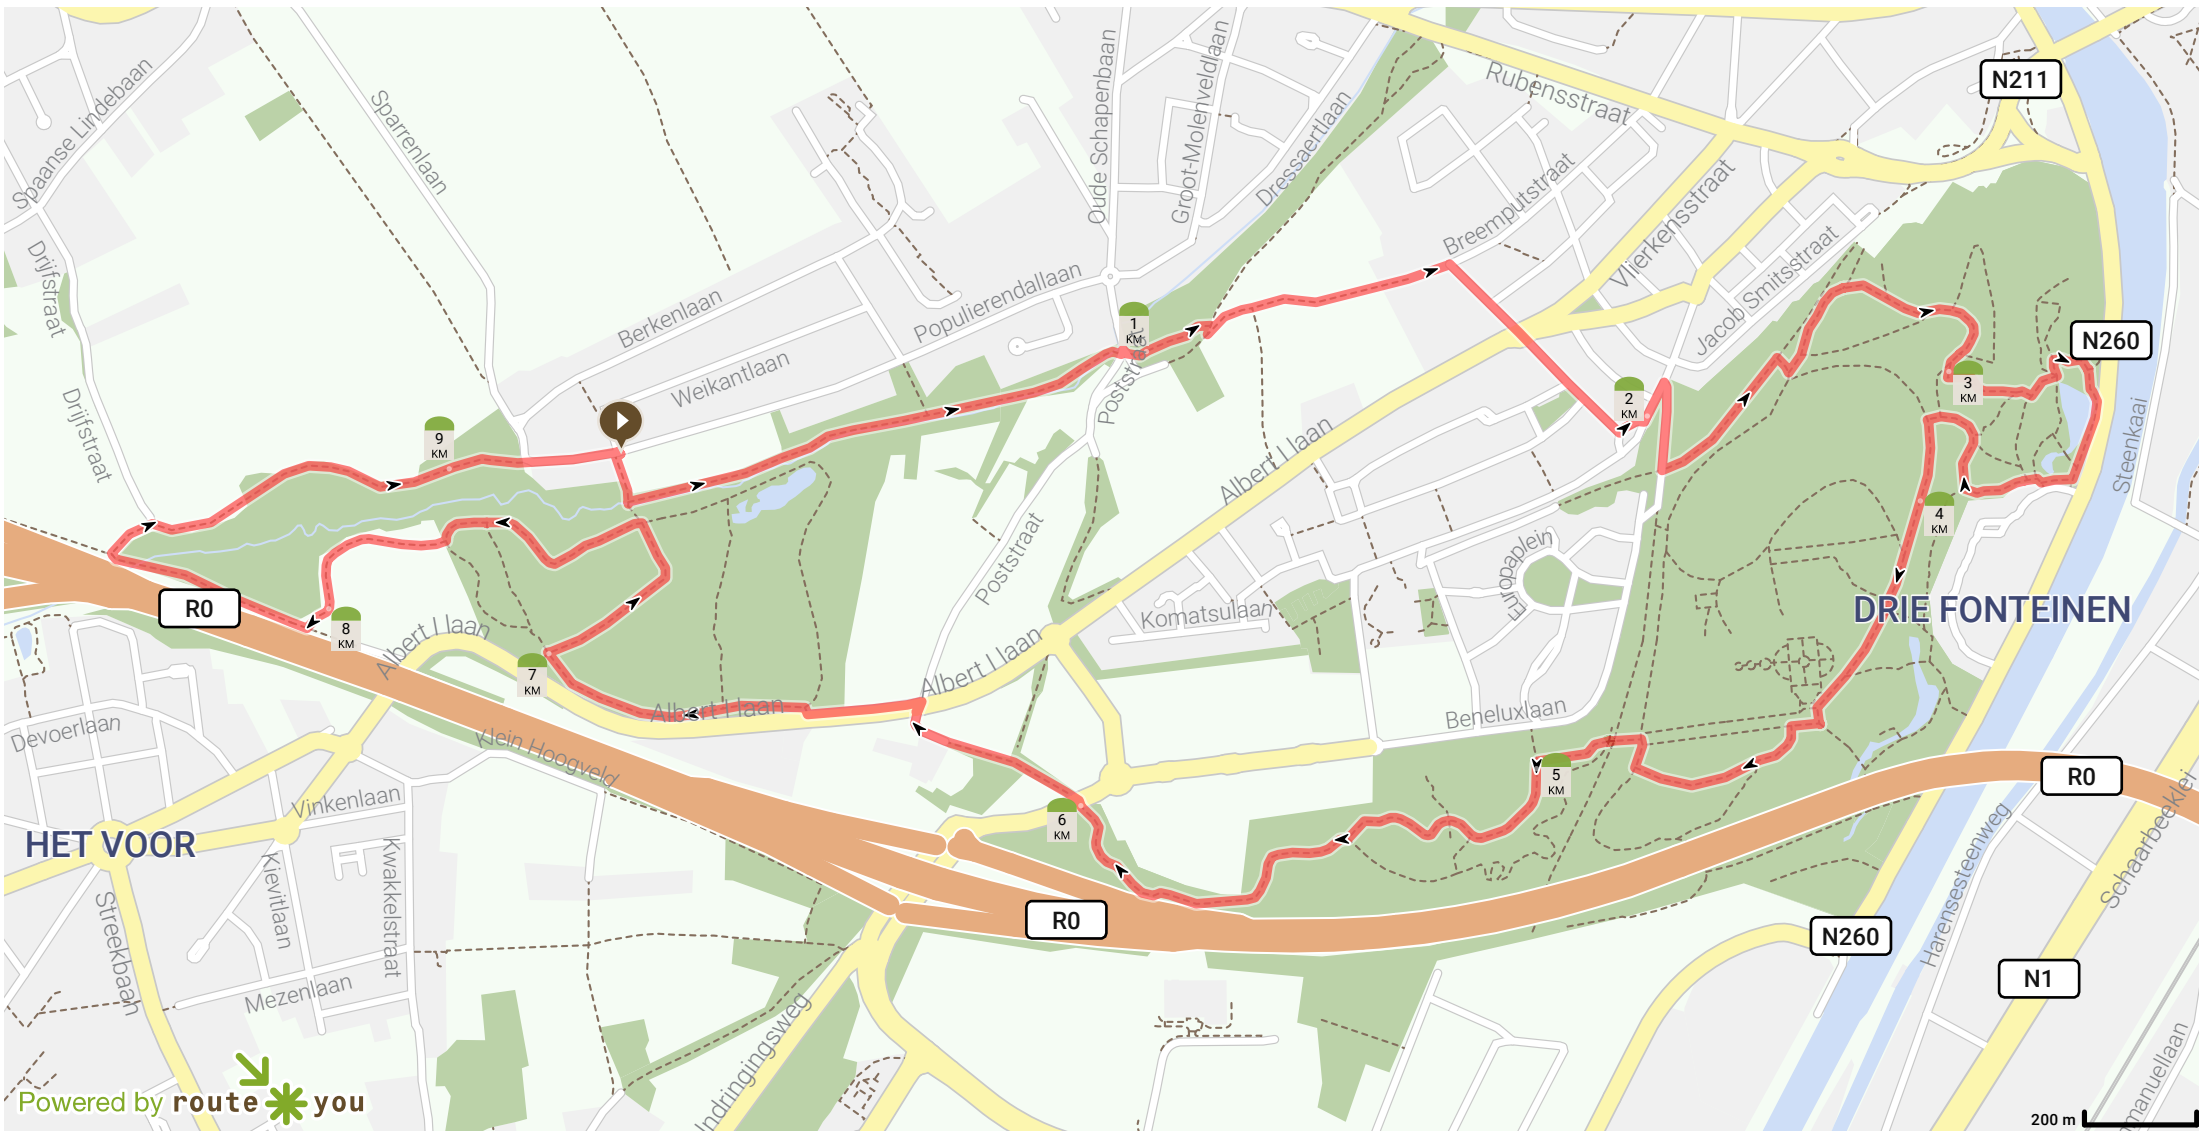 N211
Rubensstraat
Spaanse Lindebaan
Sparrenlaan
Oude Schapenbaan
Groot-Molenveldlaan
Dressaertlaan
Breemputstraat
Vlierkensstraat
Jacob Smitsstraat
Drijfstraat
Populierendallaan
Berkenlaan
Weikantlaan
1
KM
N260
Drijfstraat
Poststraat
2
KM
3
KM
9
KM
Albert I laan
Steenkaai
4
KM
Poststraat
Europaplein
R0
DRIE FONTEINEN
Komatsulaan
8
KM
Albert I laan
7
KM
Albert I laan
Albert I laan
Beneluxlaan
Devoerlaan
Klein Hoogveld
5
KM
R0
Vinkenlaan
6
KM
HET VOOR
Schaarbeeklei
Harensesteenweg
Kievitlaan
Kwakkelstraat
Streekbaan
R0
N260
N1
Mezenlaan
Indringingsweg
Powered by route you
200 m